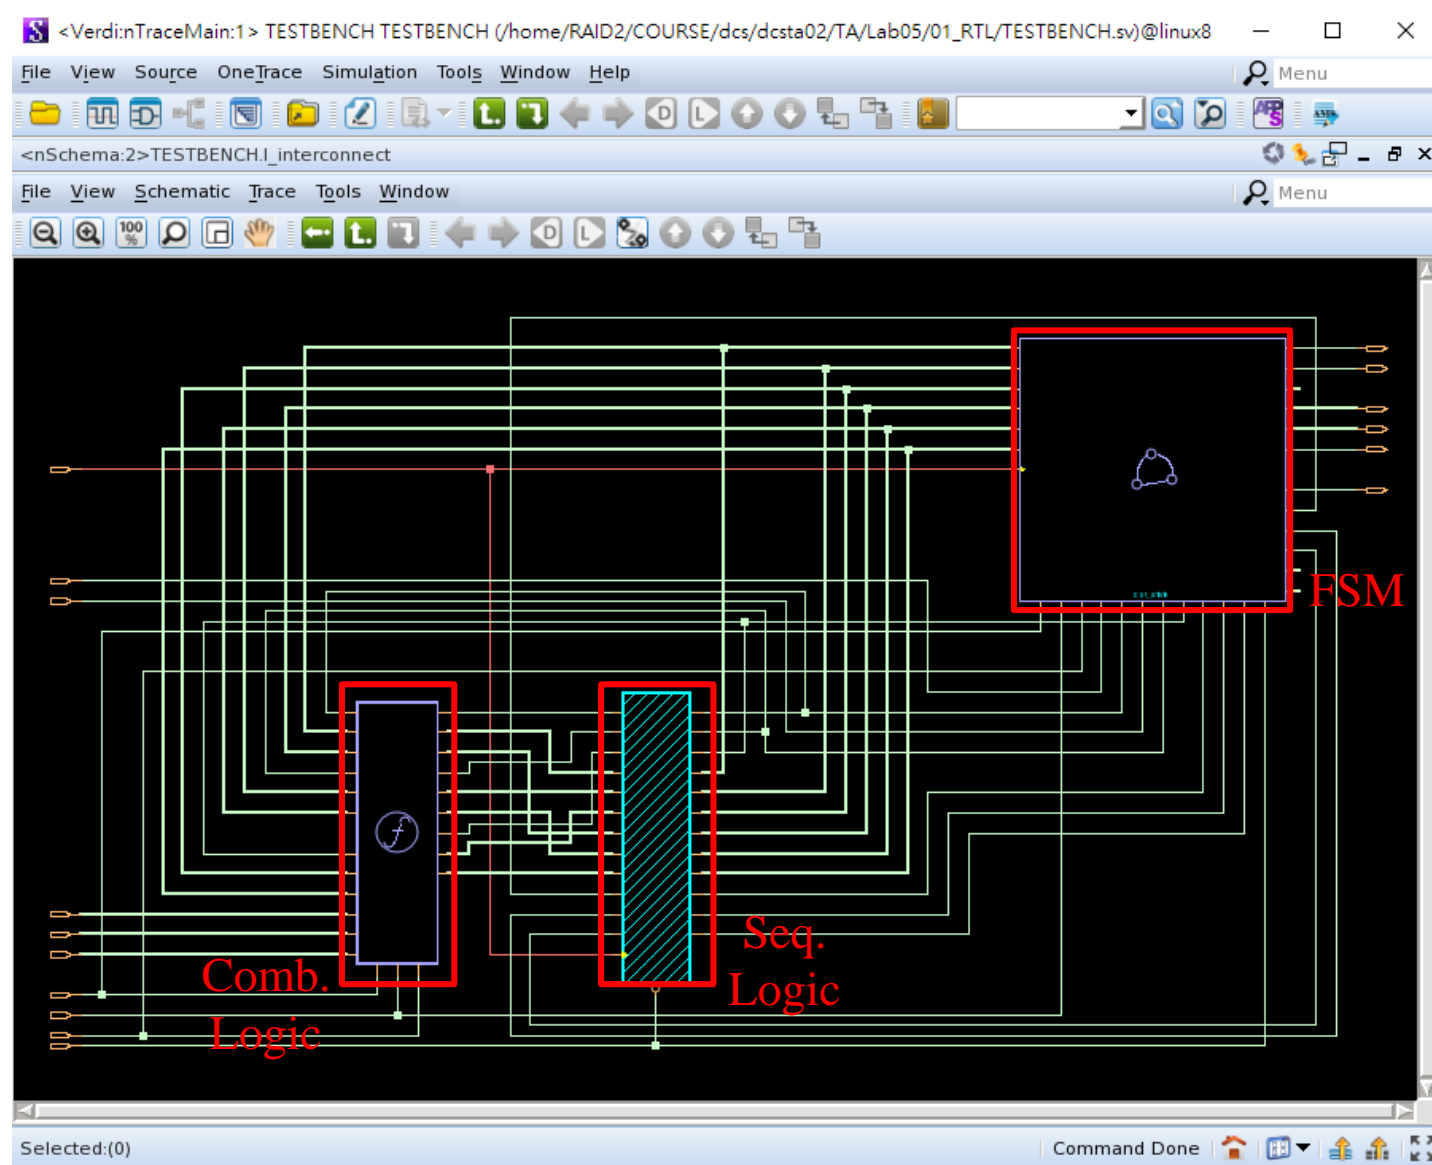 <Verdi:nTraceMain:1> TESTBENCH TESTBENCH (/home/RAID2/COURSE/dcs/dcsta02/TA/Lab05/01_RTL/TESTBENCH.sv)@linux8
File View Source OneTrace Simulation Tools Window Help
Menu
<nSchema:2>TESTBENCH.I_interconnect
File View Schematic Trace Tools Window
Menu
100 %
FSM
Seq.
Logic
Comb.
Logic
Selected:(0)
Command Done